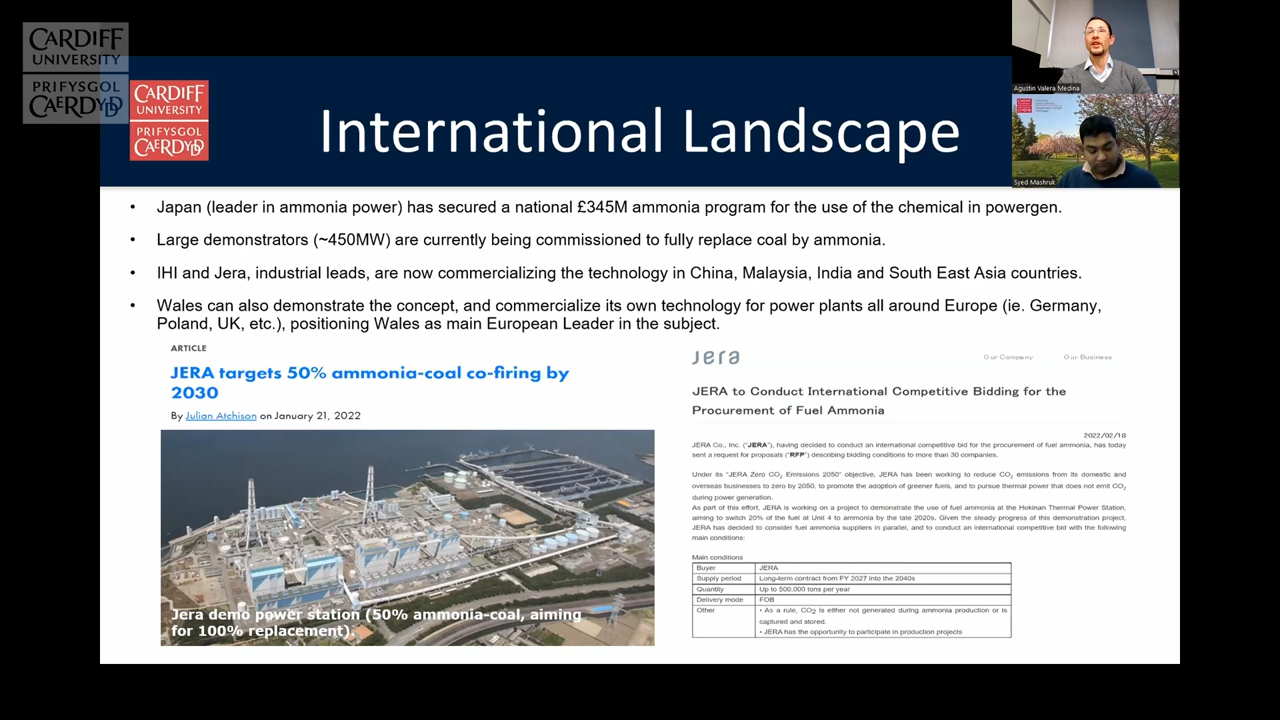 CARDIFF
UNIVERSITY
PRIFYSGOL
CAERDYDD
CARDIFF
UNIVERSITY
PRIFYSGOL
CAERDYDD
International Landscape
Agustin Valera Medina
Syed Mashruk
• Japan (leader in ammonia power) has secured a national £345M ammonia program for the use of the chemical in powergen.
• Large demonstrators (~450MW) are currently being commissioned to fully replace coal by ammonia.
• IHI and Jera, industrial leads, are now commercializing the technology in China, Malaysia, India and South East Asia countries.
• Wales can also demonstrate the concept, and commercialize its own technology for power plants all around Europe (ie. Germany,
Poland, UK, etc.), positioning Wales as main European Leader in the subject.
ARTICLE
JERA targets 50% ammonia-coal co-firing by
2030
By Julian Atchison on January 21, 2022
Jera demo power station (50% ammonia-coal, aiming
for 100% replacement).
Jera
Our Company Our Business
JERA to Conduct International Competitive Bidding for the
Procurement of Fuel Ammonia
2022/02/18
JERA Co., Inc. ("JERA"), having decided to conduct an international competitive bid for the procurement of fuel ammonia, has today
sent a request for proposals ("RFP") describing bidding conditions to more than 30 companies.
Under its "JERA Zero CO2 Emissions 2050" objective, JERA has been working to reduce CO2 emissions from its domestic and
overseas businesses to zero by 2050, to promote the adoption of greener fuels, and to pursue thermal power that does not emit CO2
during power generation.
As part of this effort, JERA is working on a project to demonstrate the use of fuel ammonia at the Hekinan Thermal Power Station,
aiming to switch 20% of the fuel at Unit 4 to ammonia by the late 2020s. Given the steady progress of this demonstration project,
JERA has decided to consider fuel ammonia suppliers in parallel, and to conduct an international competitive bid with the following
main conditions:
Main conditions
Buyer JERA
Supply period Long-term contract from FY 2027 into the 2040s
Quantity Up to 500,000 tons per year
Delivery mode FOB
Other • As a rule, CO2 is either not generated during ammonia production or is
captured and stored.
• JERA has the opportunity to participate in production projects